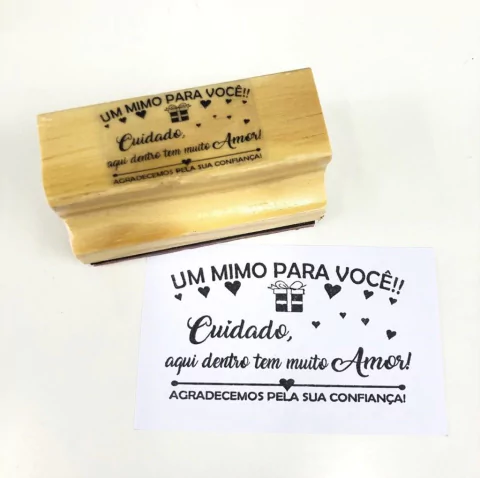 UM MIMO PARA VOCÊ!!
Cuidado,
aqui dentro tem muito Amor!
AGRADECEMOS PELA SUA CONFIANÇA!
UM MIMO PARA VOCÊ!!
Cuidado,
aqui dentro tem muito Amor!
AGRADECEMOS PELA SUA CONFIANÇA!